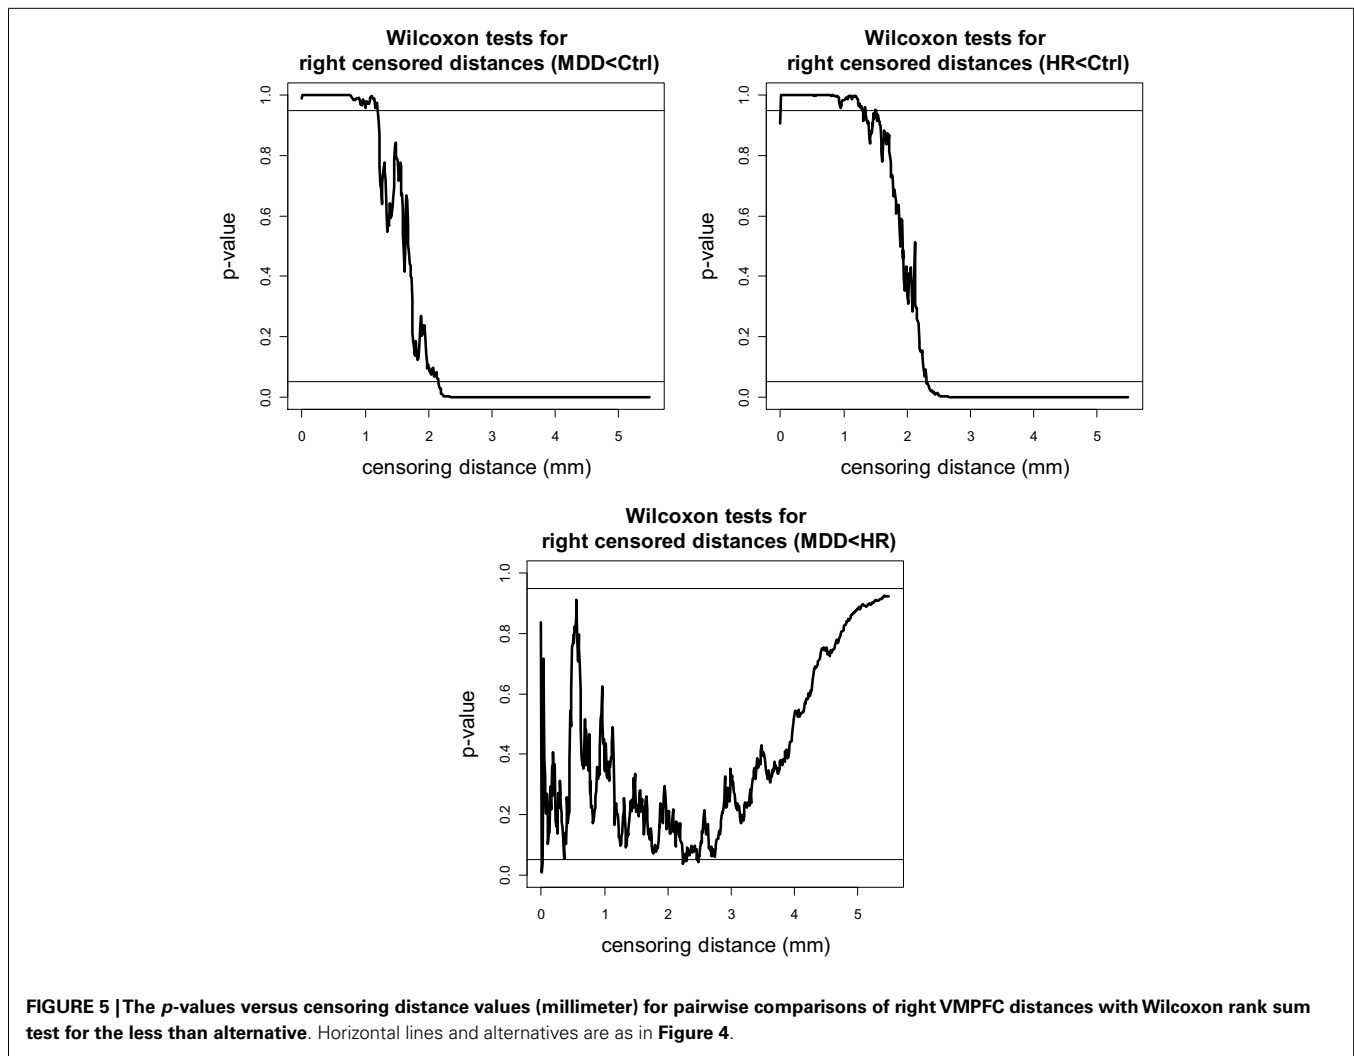 Wilcoxon tests for
right censored distances (MDD<Ctrl)
p-value
1.0
0.8
0.6
0.4
0.2
0.0
0 1 2 3 4 5
censoring distance (mm)
Wilcoxon tests for
right censored distances (HR<Ctrl)
p-value
1.0
0.8
0.6
0.4
0.2
0.0
0 1 2 3 4 5
censoring distance (mm)
Wilcoxon tests for
right censored distances (MDD<HR)
p-value
1.0
0.8
0.6
0.4
0.2
0.0
0 1 2 3 4 5
censoring distance (mm)
FIGURE 5 | The p-values versus censoring distance values (millimeter) for pairwise comparisons of right VMPFC distances with Wilcoxon rank sum
test for the less than alternative. Horizontal lines and alternatives are as in Figure 4.